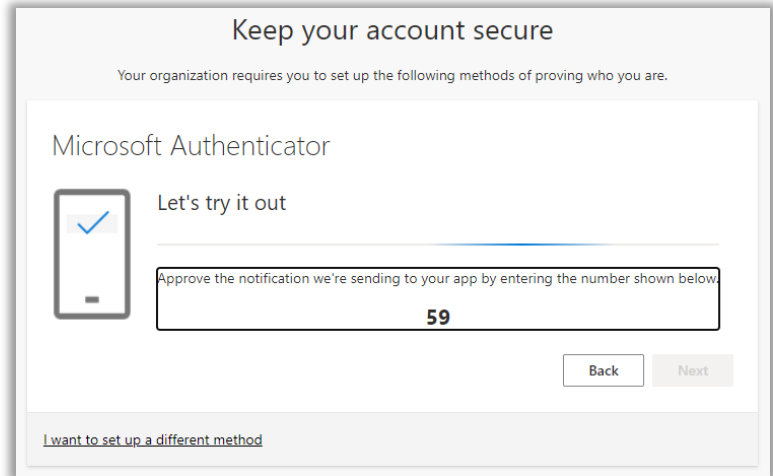 Keep your account secure
Your organization requires you to set up the following methods of proving who you are.
Microsoft Authenticator
Let's try it out
Approve the notification we're sending to your app by entering the number shown below.
59
Back Next
I want to set up a different method